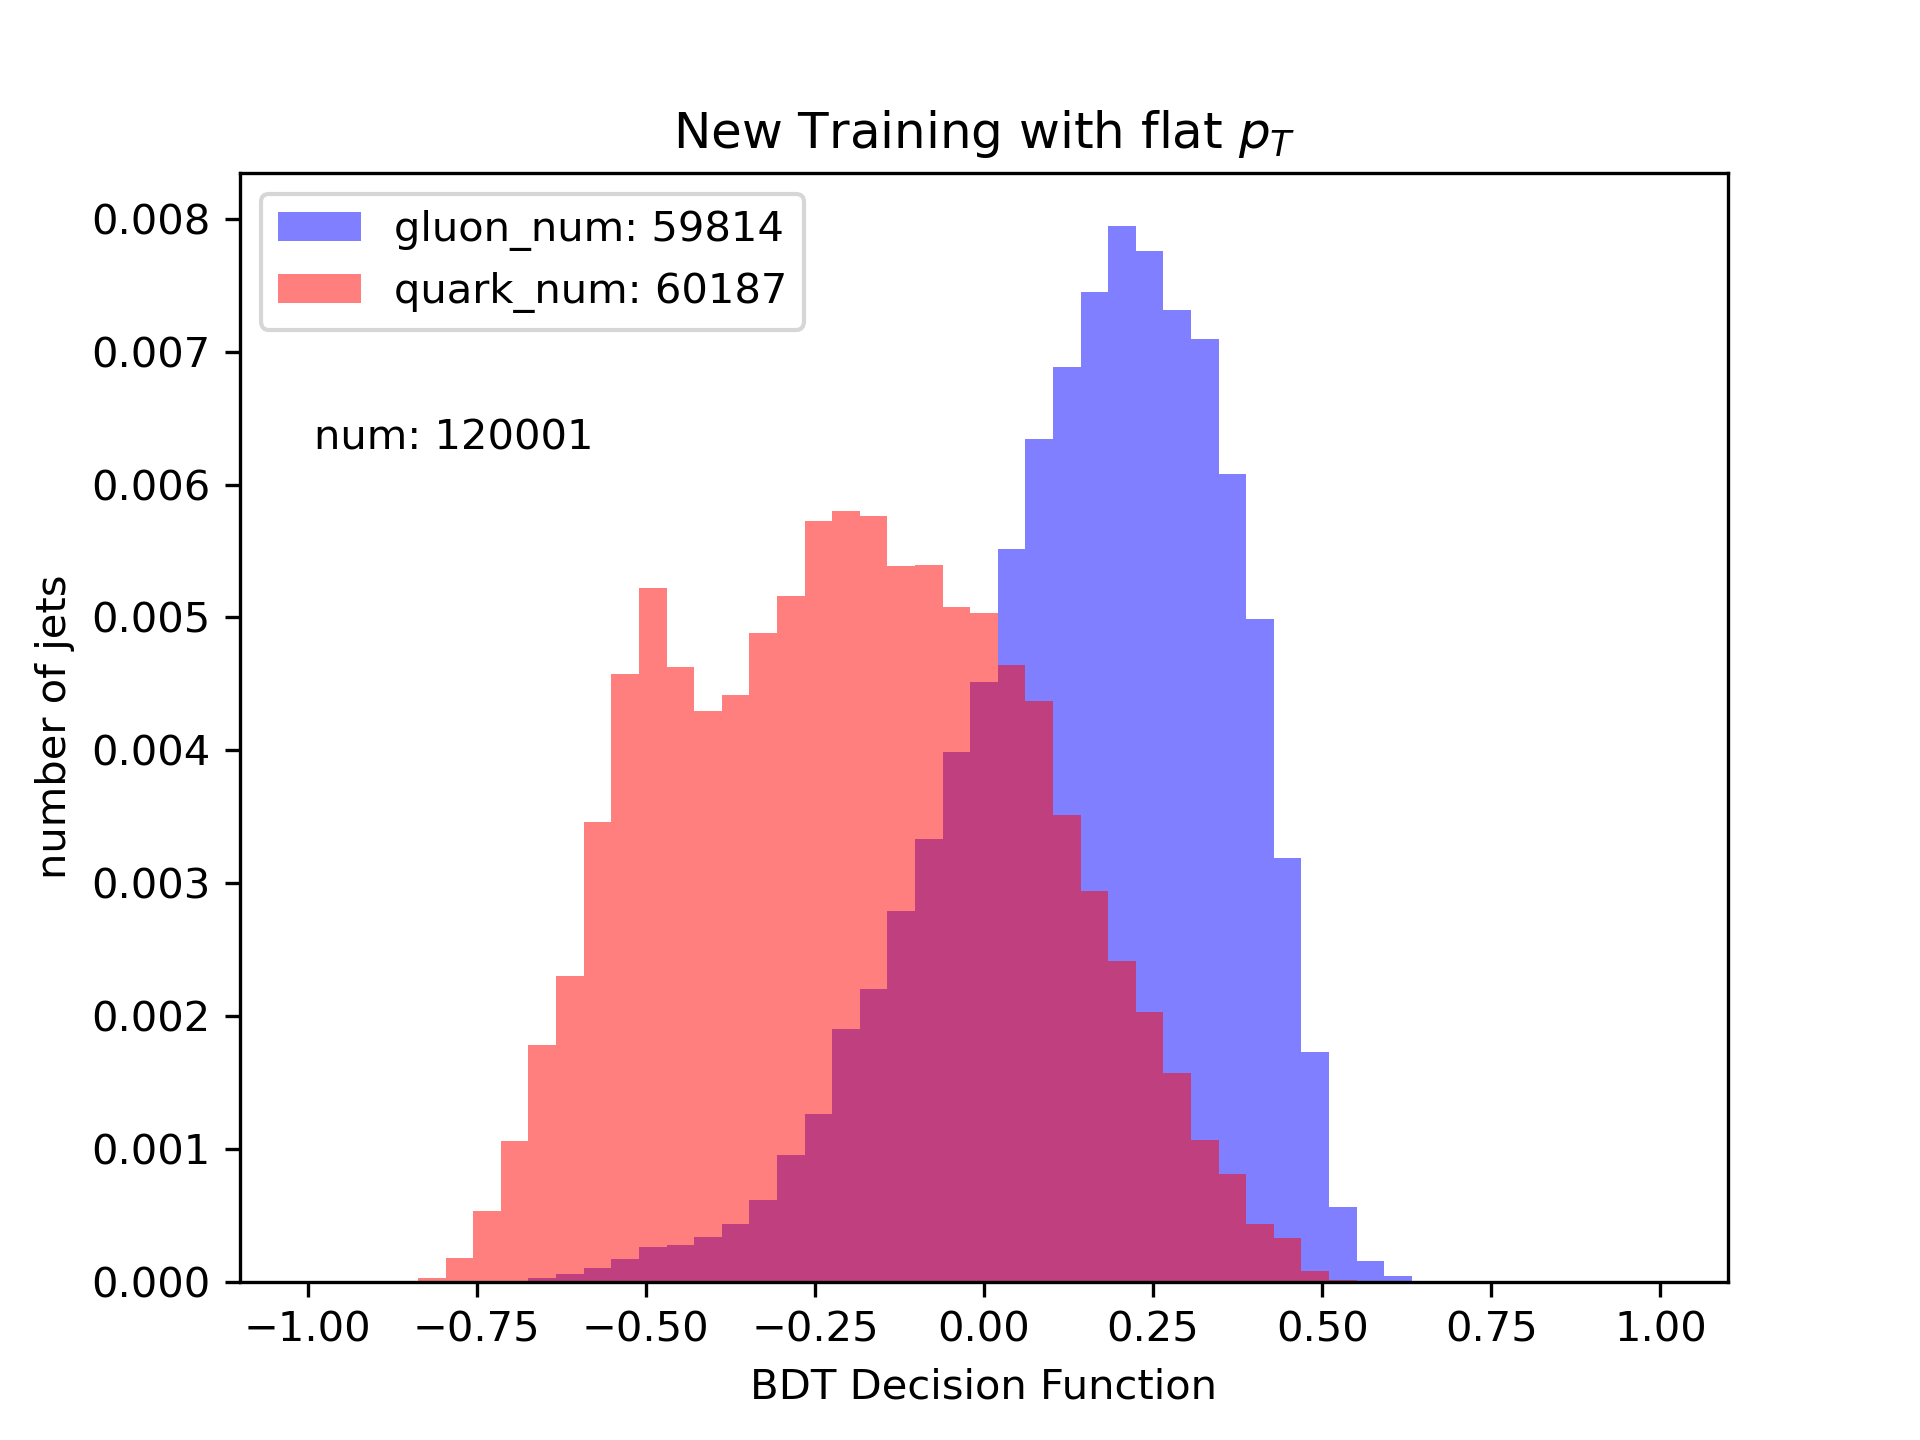 New Training with flat $p_T$
gluon_num: 59814
quark_num: 60187
num: 120001
number of jets
0.008
0.007
0.006
0.005
0.004
0.003
0.002
0.001
0.000
−1.00 −0.75 −0.50 −0.25 0.00 0.25 0.50 0.75 1.00
BDT Decision Function